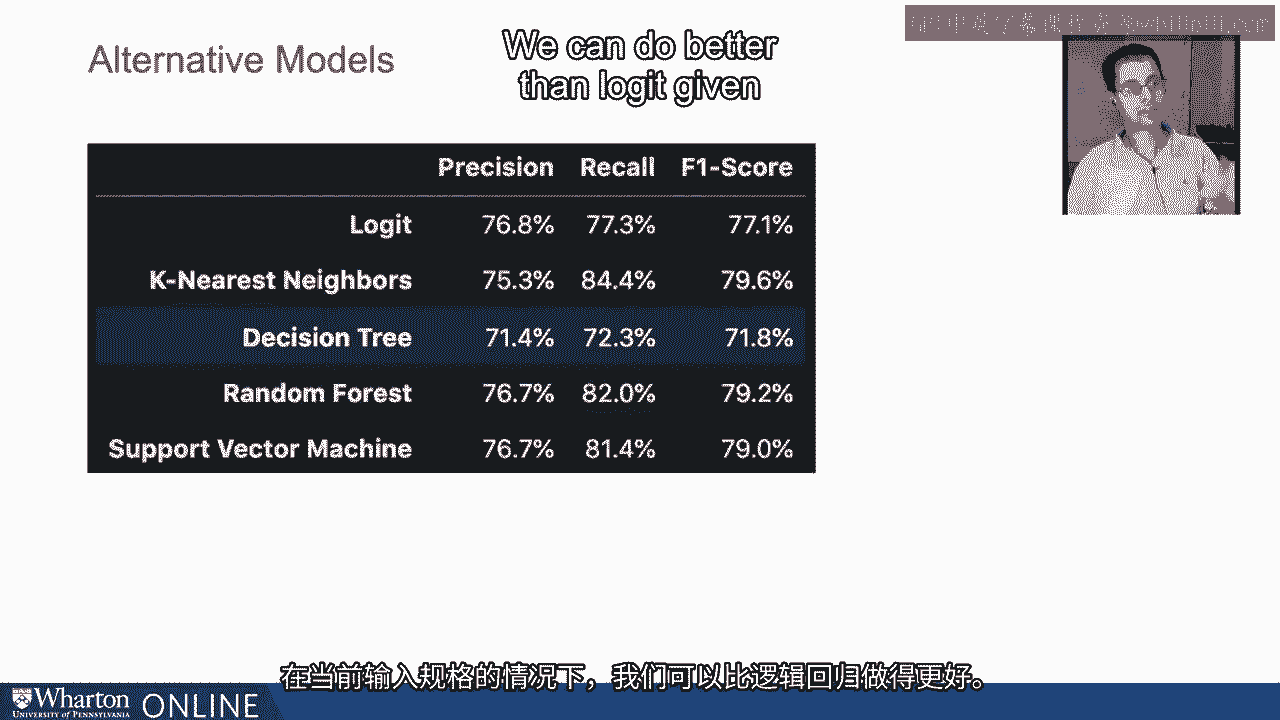 Alternative Models
We can do better
than logit given
Precision Recall F1-Score
Logit 76.8% 77.3% 77.1%
K-Nearest Neighbors 75.3% 84.4% 79.6%
Decision Tree 71.4% 72.3% 71.8%
Random Forest 76.7% 82.0% 79.2%
Support Vector Machine 76.7% 81.4% 79.0%
在当前输入规格的情况下，我们可以比逻辑回归做得更好。
Wharton ONLINE
UNIVERSITY of PENNSYLVANIA